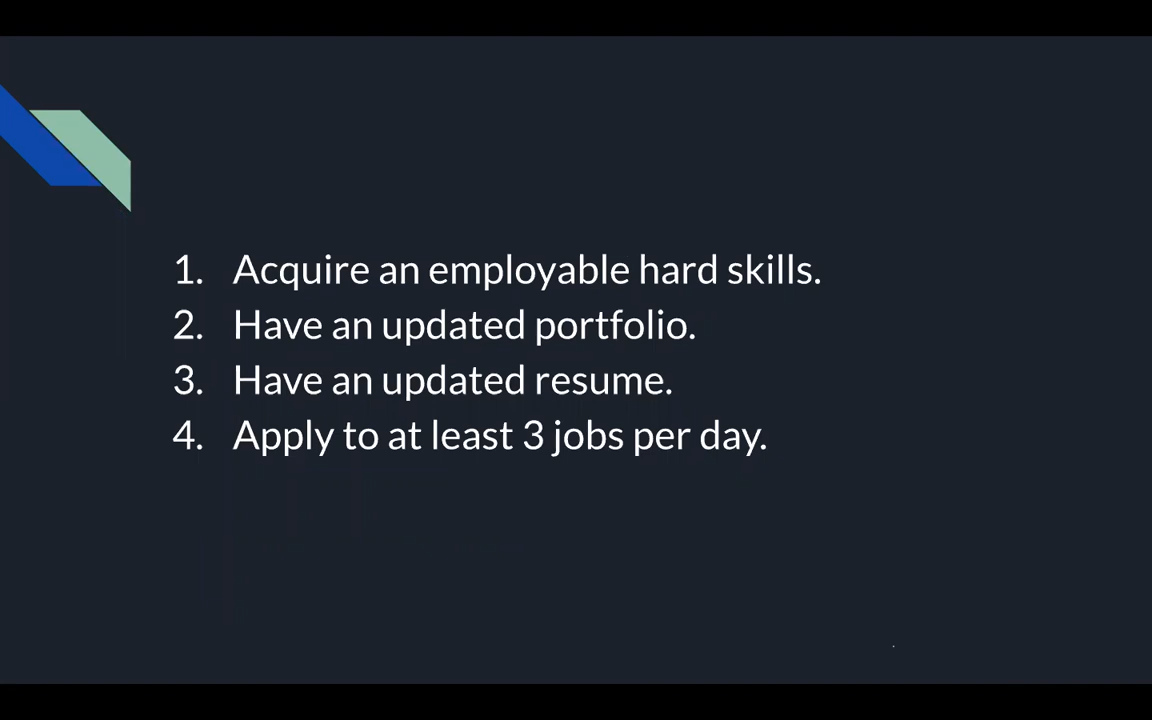 1. Acquire an employable hard skills.
2. Have an updated portfolio.
3. Have an updated resume.
4. Apply to at least 3 jobs per day.